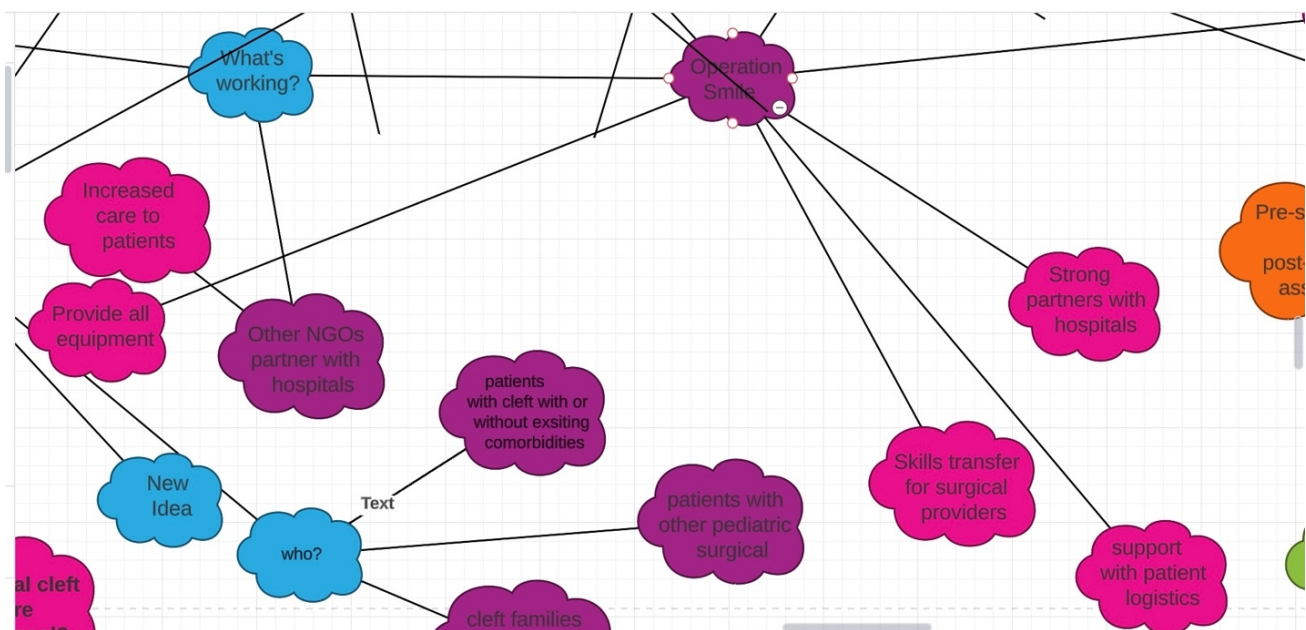 What's
working?
Operation
Smile
Increased
care to
patients
Pre-s
post-
ass
Strong
partners with
hospitals
Provide all
equipment
Other NGOs
partner with
hospitals
patients
with cleft with or
without exsiting
comorbidities
Skills transfer
for surgical
providers
New
Idea
Text
patients with
other pediatric
surgical
who?
support
with patient
logistics
al cleft
re
cleft families